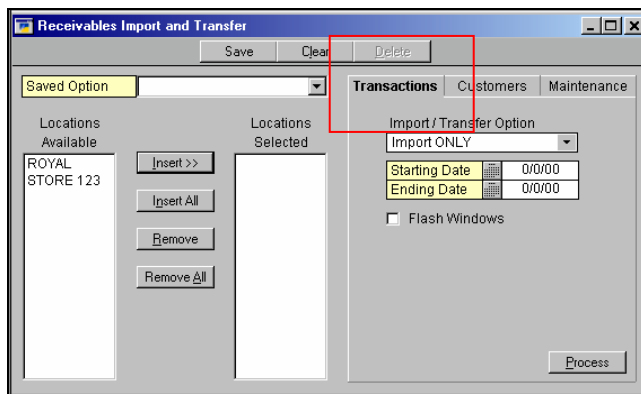 Receivables Import and Transfer
Save Clear Delete
Saved Option
Transactions Customers Maintenance
Locations Available
Locations Selected
ROYAL
STORE 123
Insert >>
Insert All
Remove
Remove All
Import / Transfer Option
Import ONLY
Starting Date 0/0/00
Ending Date 0/0/00
Flash Windows
Process